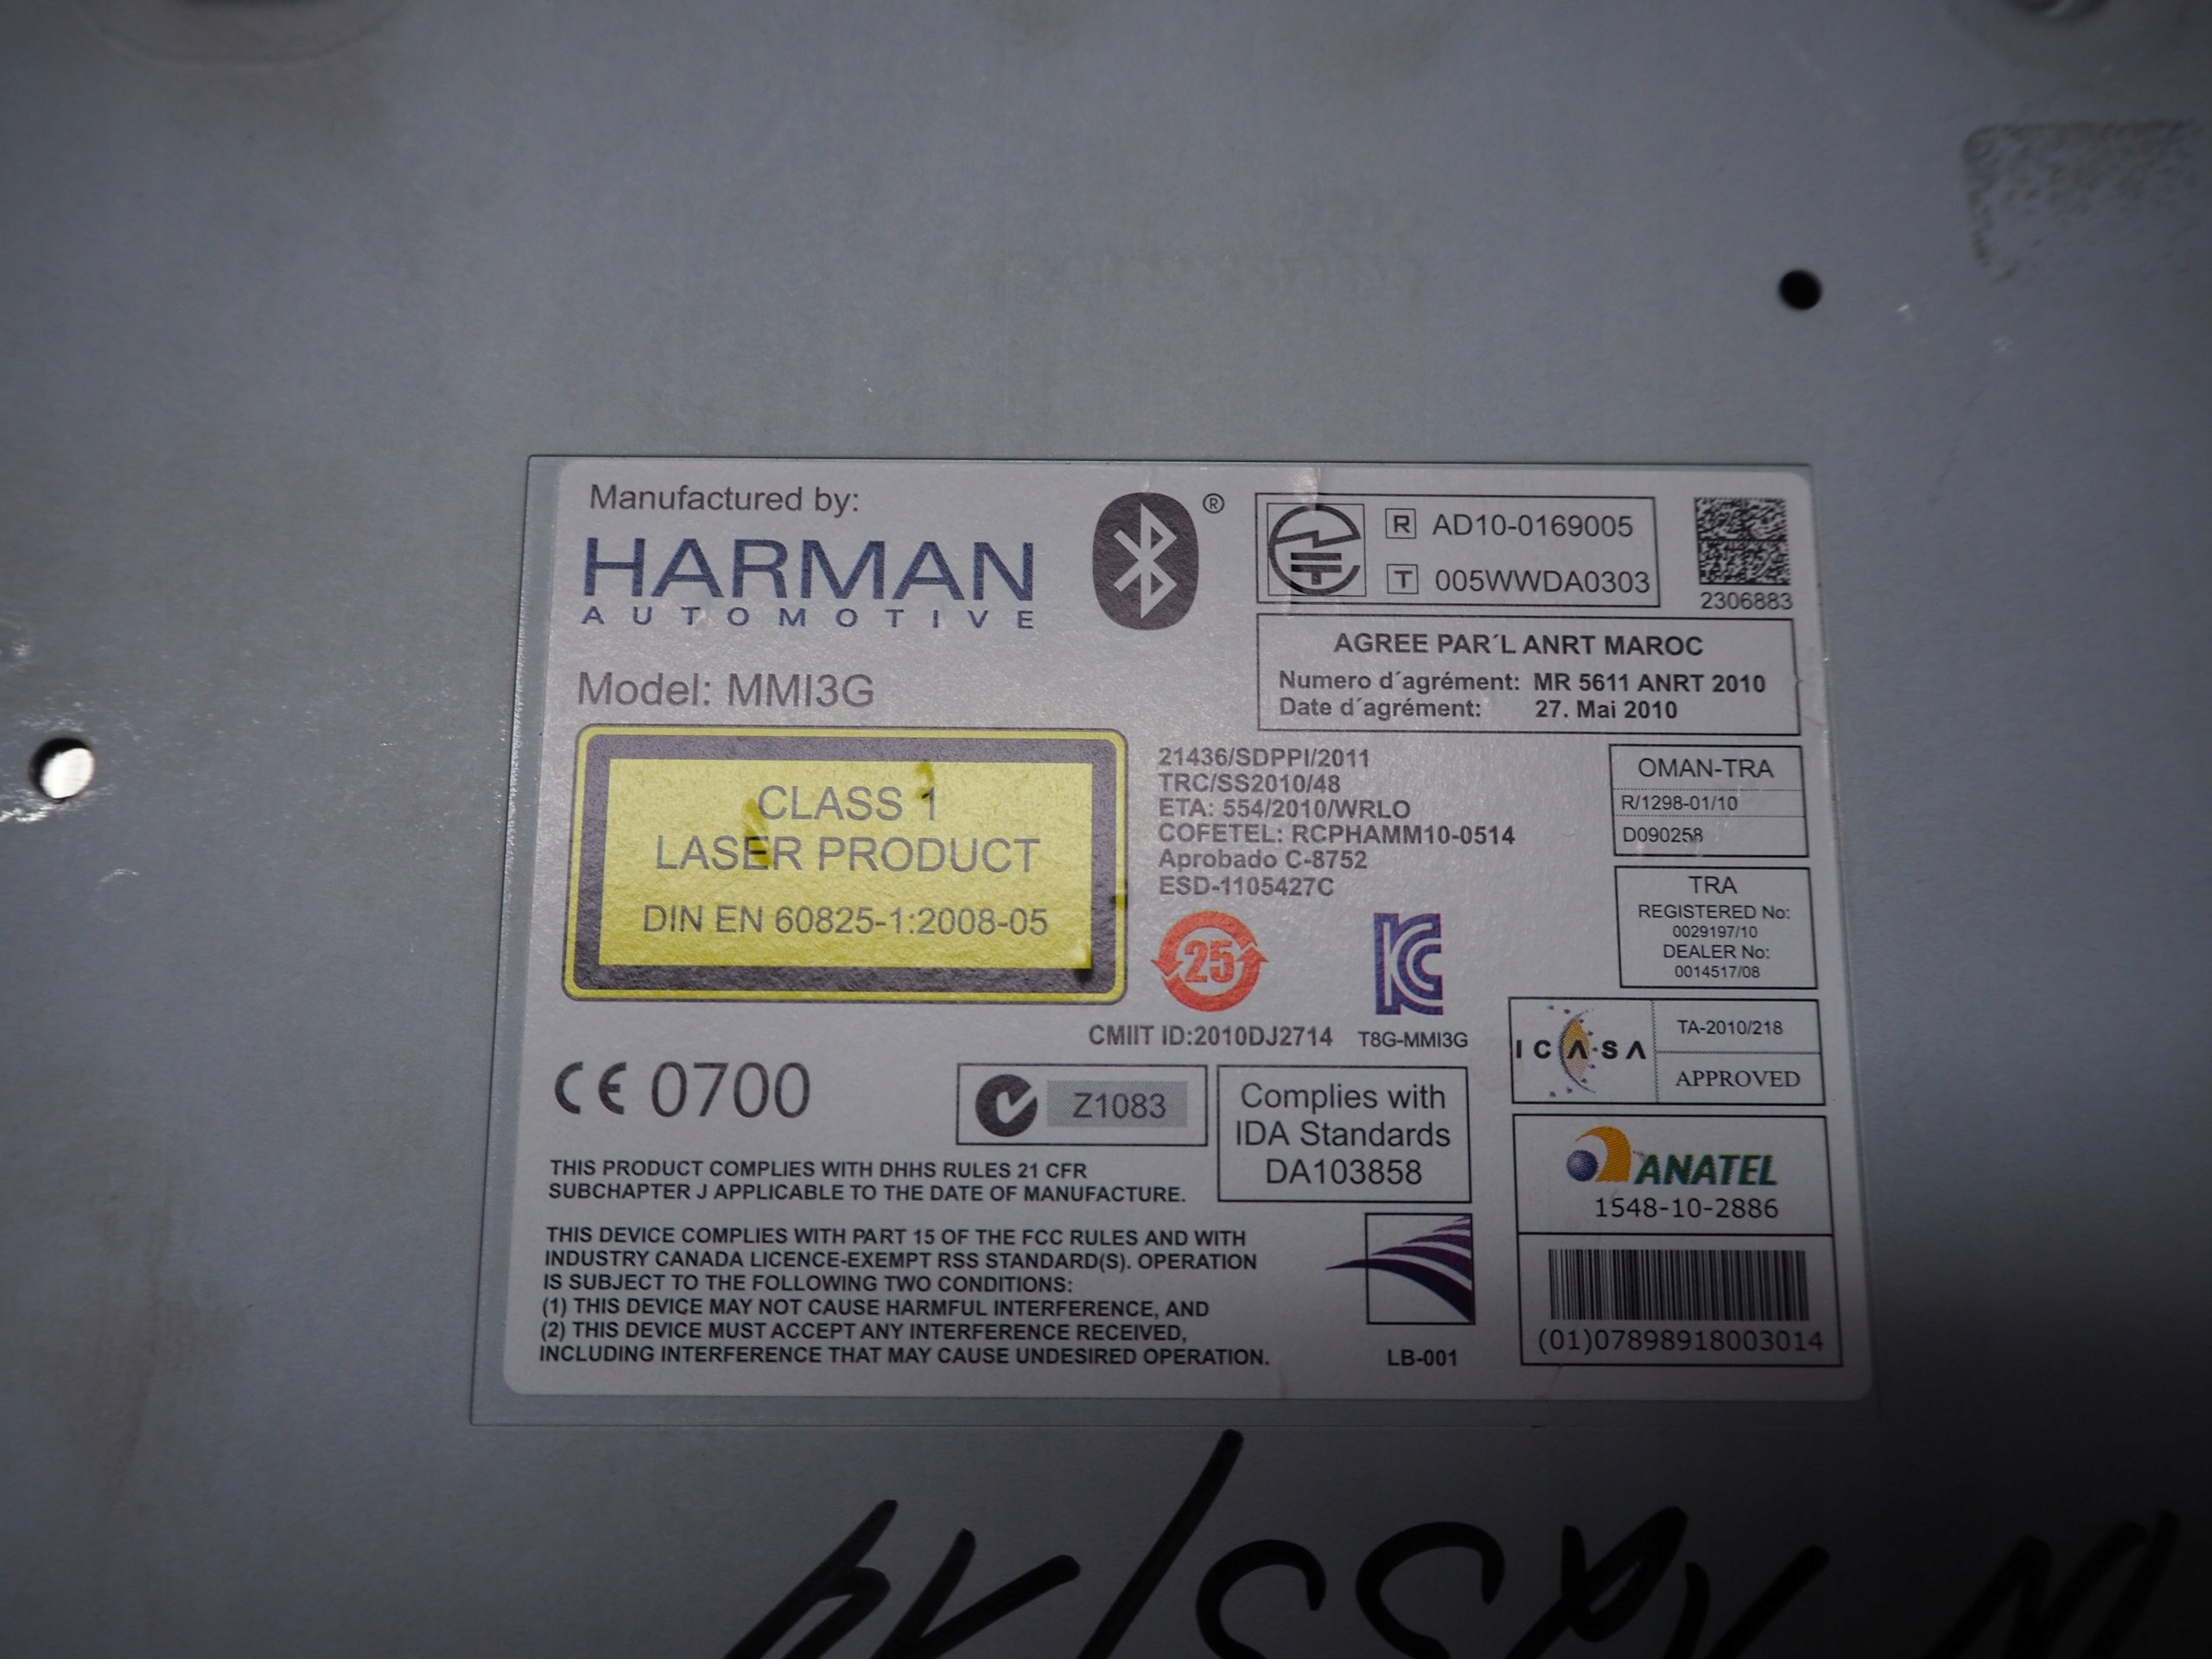 Manufactured by:
HARMAN
AUTOMOTIVE
®
R AD10-0169005
T 005WWDA0303
2306883
AGREE PAR´L ANRT MAROC
Numero d´agrément: MR 5611 ANRT 2010
Date d´agrément: 27. Mai 2010
Model: MMI3G
CLASS 1
LASER PRODUCT
DIN EN 60825-1:2008-05
21436/SDPPI/2011
TRC/SS2010/48
ETA: 554/2010/WRLO
COFETEL: RCPHAMM10-0514
Aprobado C-8752
ESD-1105427C
OMAN-TRA
R/1298-01/10
D090258
TRA
REGISTERED No:
0029197/10
DEALER No:
0014517/08
25
KC
CMIIT ID:2010DJ2714
T8G-MMI3G
ICASA
TA-2010/218
APPROVED
CE 0700
Z1083
Complies with
IDA Standards
DA103858
ANATEL
1548-10-2886
(01)07898918003014
THIS PRODUCT COMPLIES WITH DHHS RULES 21 CFR
SUBCHAPTER J APPLICABLE TO THE DATE OF MANUFACTURE.
THIS DEVICE COMPLIES WITH PART 15 OF THE FCC RULES AND WITH
INDUSTRY CANADA LICENCE-EXEMPT RSS STANDARD(S). OPERATION
IS SUBJECT TO THE FOLLOWING TWO CONDITIONS:
(1) THIS DEVICE MAY NOT CAUSE HARMFUL INTERFERENCE, AND
(2) THIS DEVICE MUST ACCEPT ANY INTERFERENCE RECEIVED,
INCLUDING INTERFERENCE THAT MAY CAUSE UNDESIRED OPERATION.
LB-001